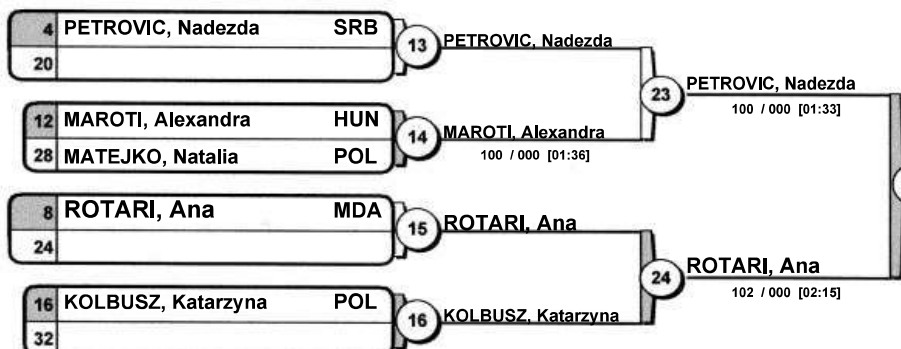 4 PETROVIC, Nadezda SRB
20
13 PETROVIC, Nadezda
23 PETROVIC, Nadezda
100 / 000 [01:33]
12 MAROTI, Alexandra HUN
28 MATEJKO, Natalia POL
14 MAROTI, Alexandra
100 / 000 [01:36]
8 ROTARI, Ana MDA
24
15 ROTARI, Ana
24 ROTARI, Ana
102 / 000 [02:15]
16 KOLBUSZ, Katarzyna POL
32
16 KOLBUSZ, Katarzyna